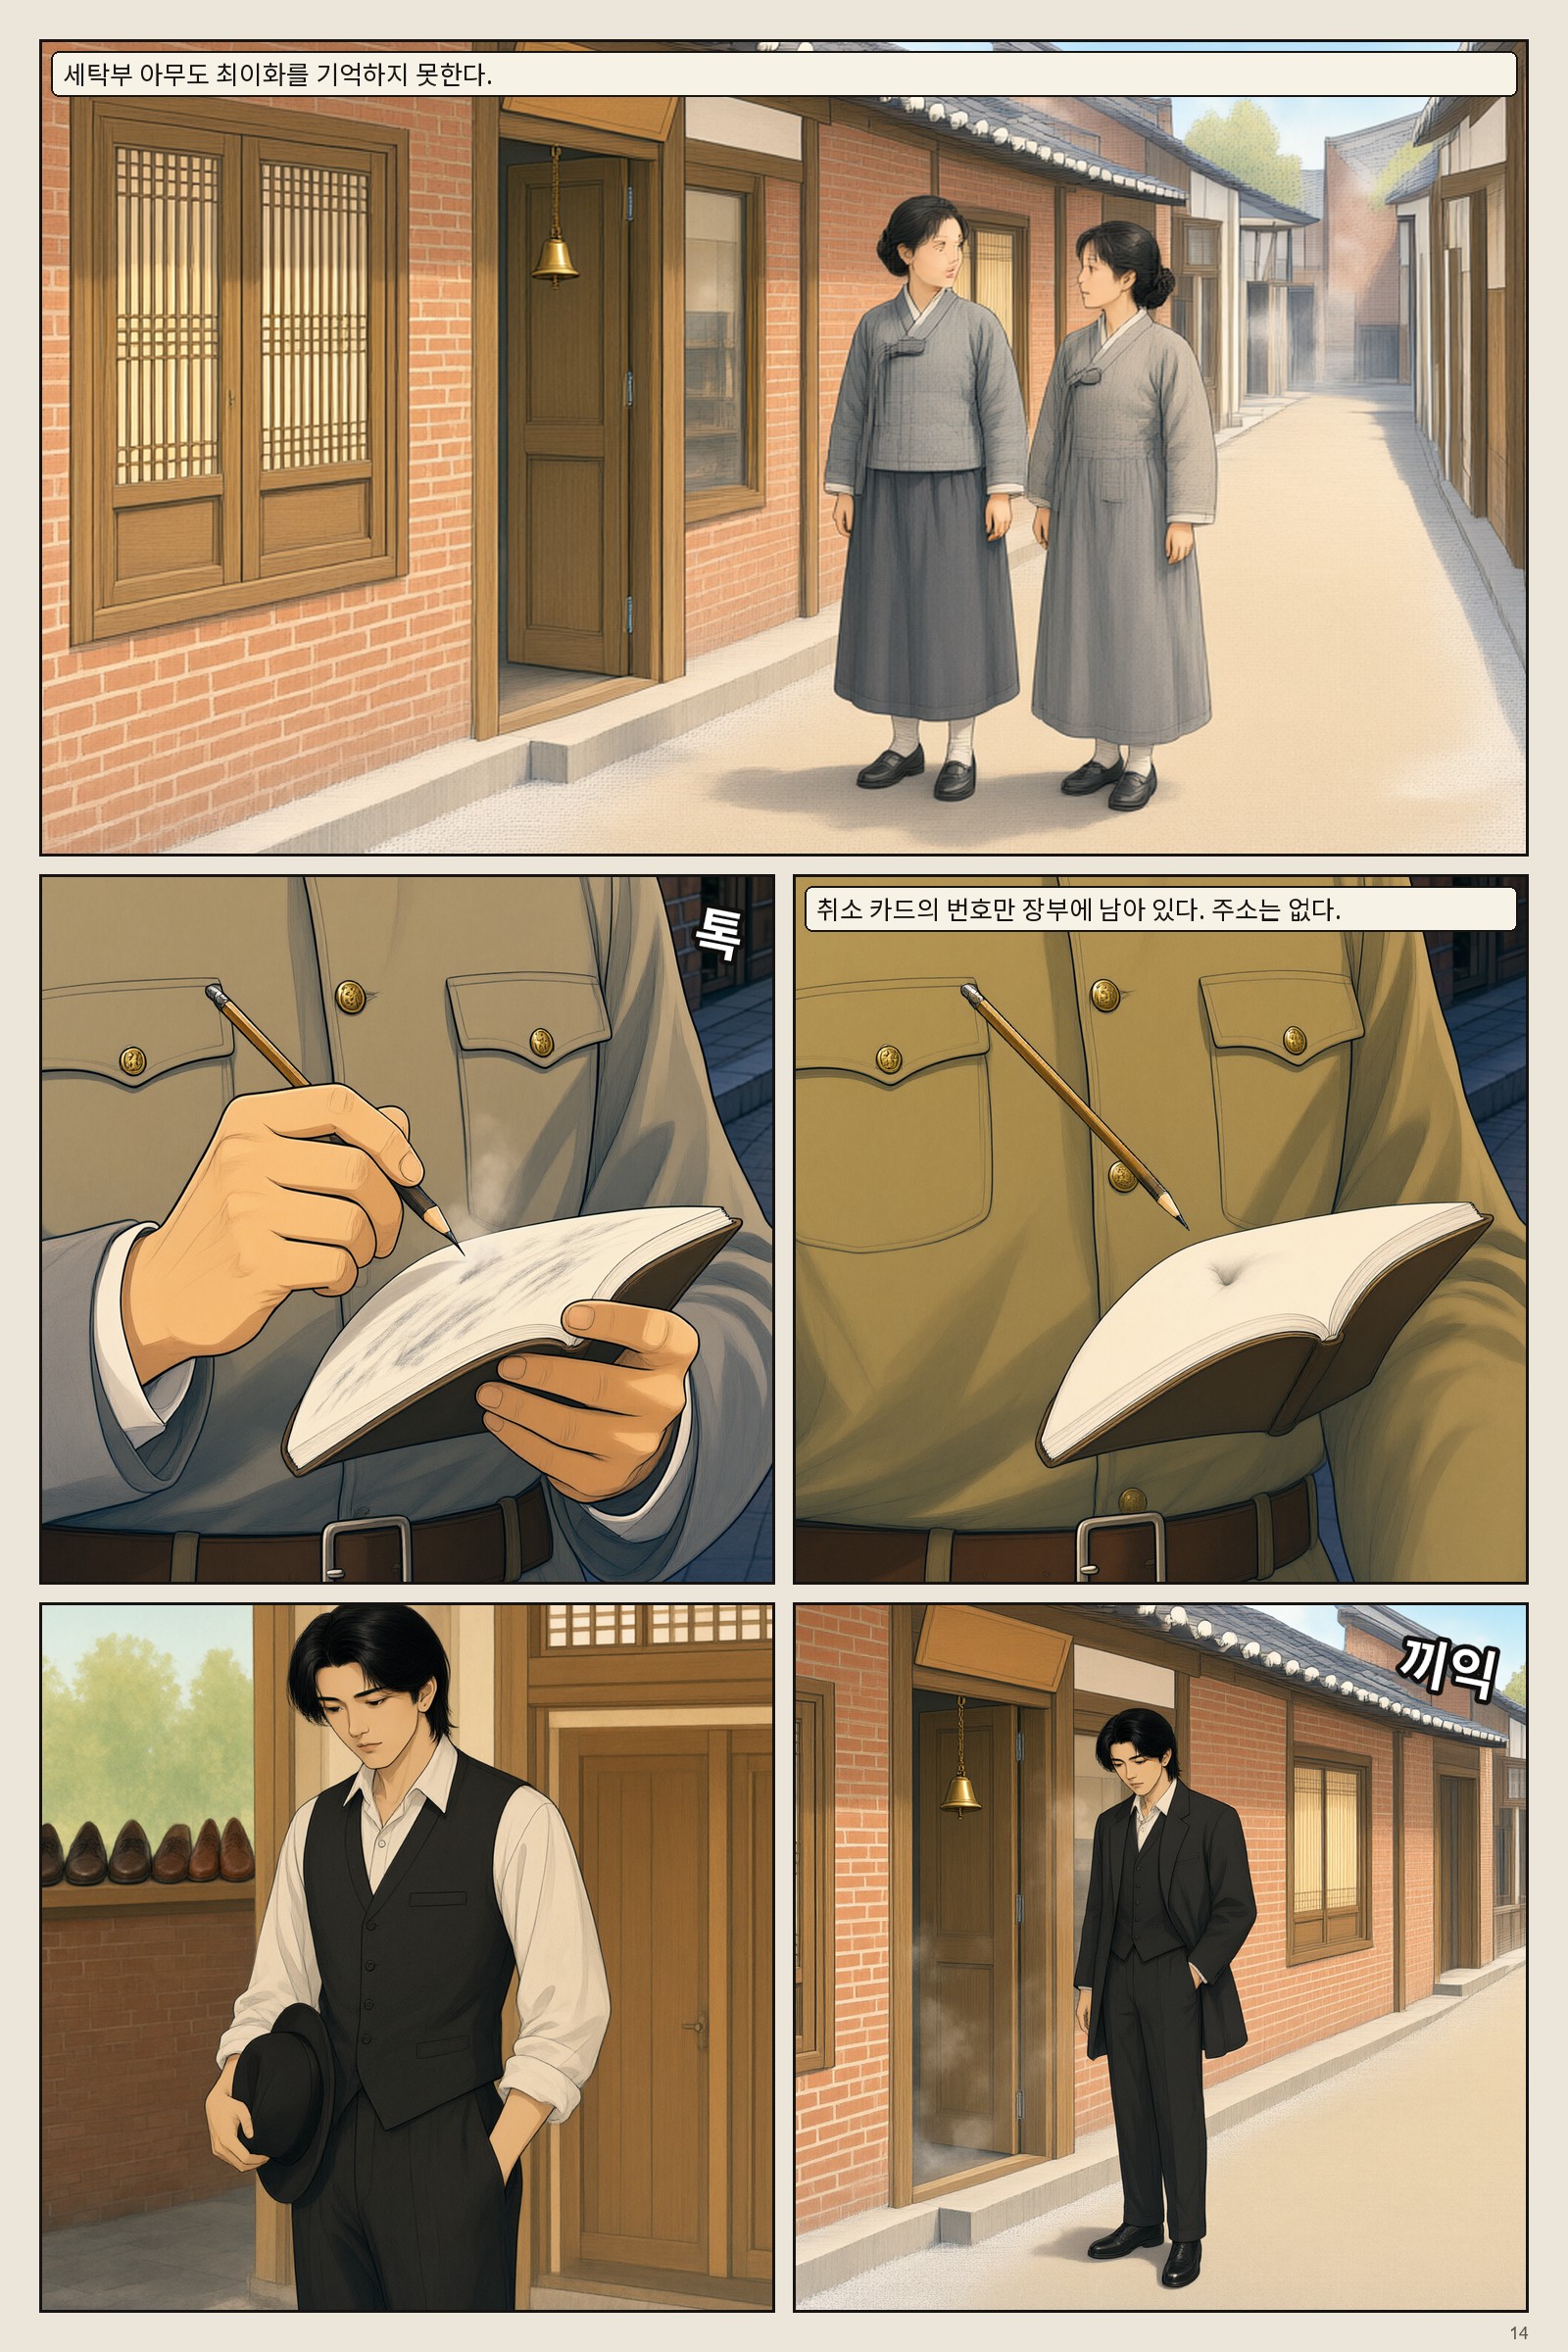 세탁부 아무도 최이화를 기억하지 못한다.
톡
취소 카드의 번호만 장부에 남아 있다. 주소는 없다.
끼익
14